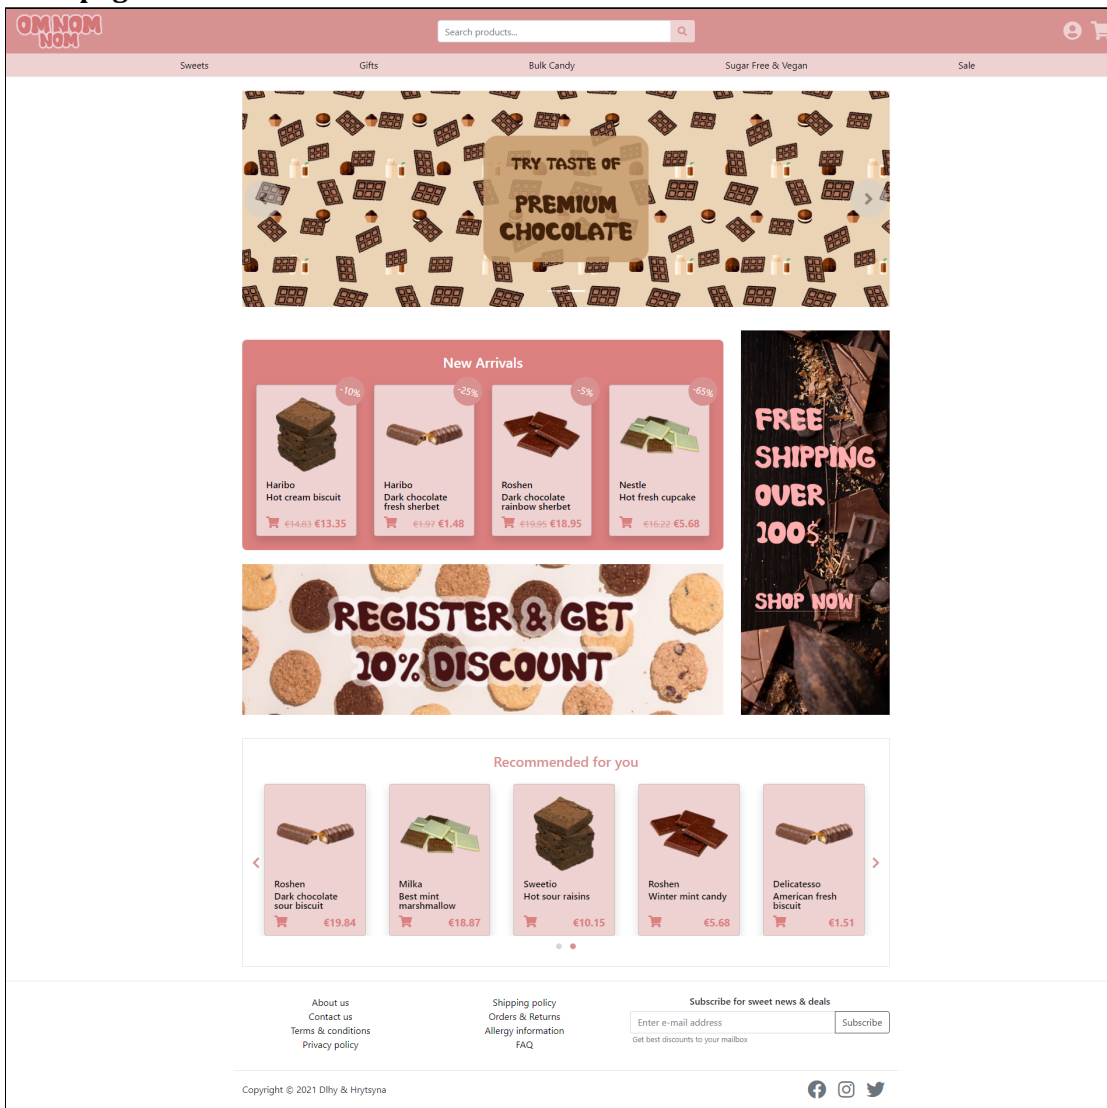 OM NOM
NOM
Search products...
Sweets
Gifts
Bulk Candy
Sugar Free & Vegan
Sale
TRY TASTE OF
PREMIUM
CHOCOLATE
New Arrivals
-10%
Haribo
Hot cream biscuit
€14.83 €13.35
-25%
Haribo
Dark chocolate
fresh sherbet
€1.97 €1.48
-5%
Roshen
Dark chocolate
rainbow sherbet
€19.95 €18.95
-65%
Nestle
Hot fresh cupcake
€16.22 €5.68
FREE
SHIPPING
OVER
100$
SHOP NOW
REGISTER & GET
10% DISCOUNT
Recommended for you
Roshen
Dark chocolate
sour biscuit
€19.84
Milka
Best mint
marshmallow
€18.87
Sweetio
Hot sour raisins
€10.15
Roshen
Winter mint candy
€5.68
Delicatesso
American fresh
biscuit
€1.51
About us
Contact us
Terms & conditions
Privacy policy
Shipping policy
Orders & Returns
Allergy information
FAQ
Subscribe for sweet news & deals
Enter e-mail address
Subscribe
Get best discounts to your mailbox
Copyright © 2021 Dlhy & Hrytsyna